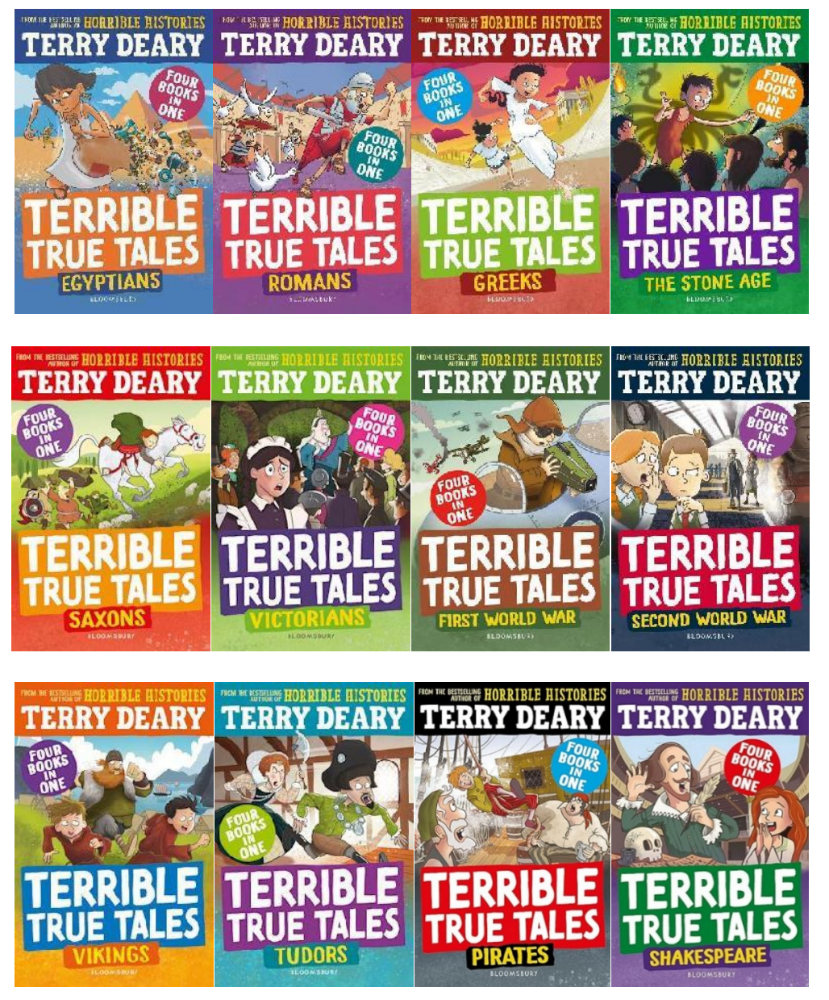 FROM THE BESTSELLING
AUTHOR OF HORRIBLE HISTORIES
TERRY DEARY
FOUR
BOOKS
IN
ONE
TERRIBLE
TRUE TALES
EGYPTIANS
BLOOMSBURY
FROM THE BESTSELLING
AUTHOR OF HORRIBLE HISTORIES
TERRY DEARY
FOUR
BOOKS
IN
ONE
TERRIBLE
TRUE TALES
ROMANS
BLOOMSBURY
FROM THE BESTSELLING
AUTHOR OF HORRIBLE HISTORIES
TERRY DEARY
FOUR
BOOKS
IN
ONE
TERRIBLE
TRUE TALES
GREEKS
BLOOMSBURY
FROM THE BESTSELLING
AUTHOR OF HORRIBLE HISTORIES
TERRY DEARY
FOUR
BOOKS
IN
ONE
TERRIBLE
TRUE TALES
THE STONE AGE
BLOOMSBURY
FROM THE BESTSELLING
AUTHOR OF HORRIBLE HISTORIES
TERRY DEARY
FOUR
BOOKS
IN
ONE
TERRIBLE
TRUE TALES
SAXONS
BLOOMSBURY
FROM THE BESTSELLING
AUTHOR OF HORRIBLE HISTORIES
TERRY DEARY
FOUR
BOOKS
IN
ONE
TERRIBLE
TRUE TALES
VICTORIANS
BLOOMSBURY
FROM THE BESTSELLING
AUTHOR OF HORRIBLE HISTORIES
TERRY DEARY
FOUR
BOOKS
IN
ONE
TERRIBLE
TRUE TALES
FIRST WORLD WAR
BLOOMSBURY
FROM THE BESTSELLING
AUTHOR OF HORRIBLE HISTORIES
TERRY DEARY
FOUR
BOOKS
IN
ONE
TERRIBLE
TRUE TALES
SECOND WORLD WAR
BLOOMSBURY
FROM THE BESTSELLING
AUTHOR OF HORRIBLE HISTORIES
TERRY DEARY
FOUR
BOOKS
IN
ONE
TERRIBLE
TRUE TALES
VIKINGS
BLOOMSBURY
FROM THE BESTSELLING
AUTHOR OF HORRIBLE HISTORIES
TERRY DEARY
FOUR
BOOKS
IN
ONE
TERRIBLE
TRUE TALES
TUDORS
BLOOMSBURY
FROM THE BESTSELLING
AUTHOR OF HORRIBLE HISTORIES
TERRY DEARY
FOUR
BOOKS
IN
ONE
TERRIBLE
TRUE TALES
PIRATES
BLOOMSBURY
FROM THE BESTSELLING
AUTHOR OF HORRIBLE HISTORIES
TERRY DEARY
FOUR
BOOKS
IN
ONE
TERRIBLE
TRUE TALES
SHAKESPEARE
BLOOMSBURY